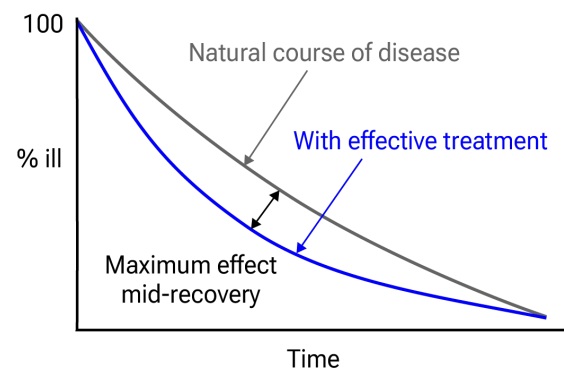 100
Natural course of disease
With effective treatment
% ill
Maximum effect
mid-recovery
Time